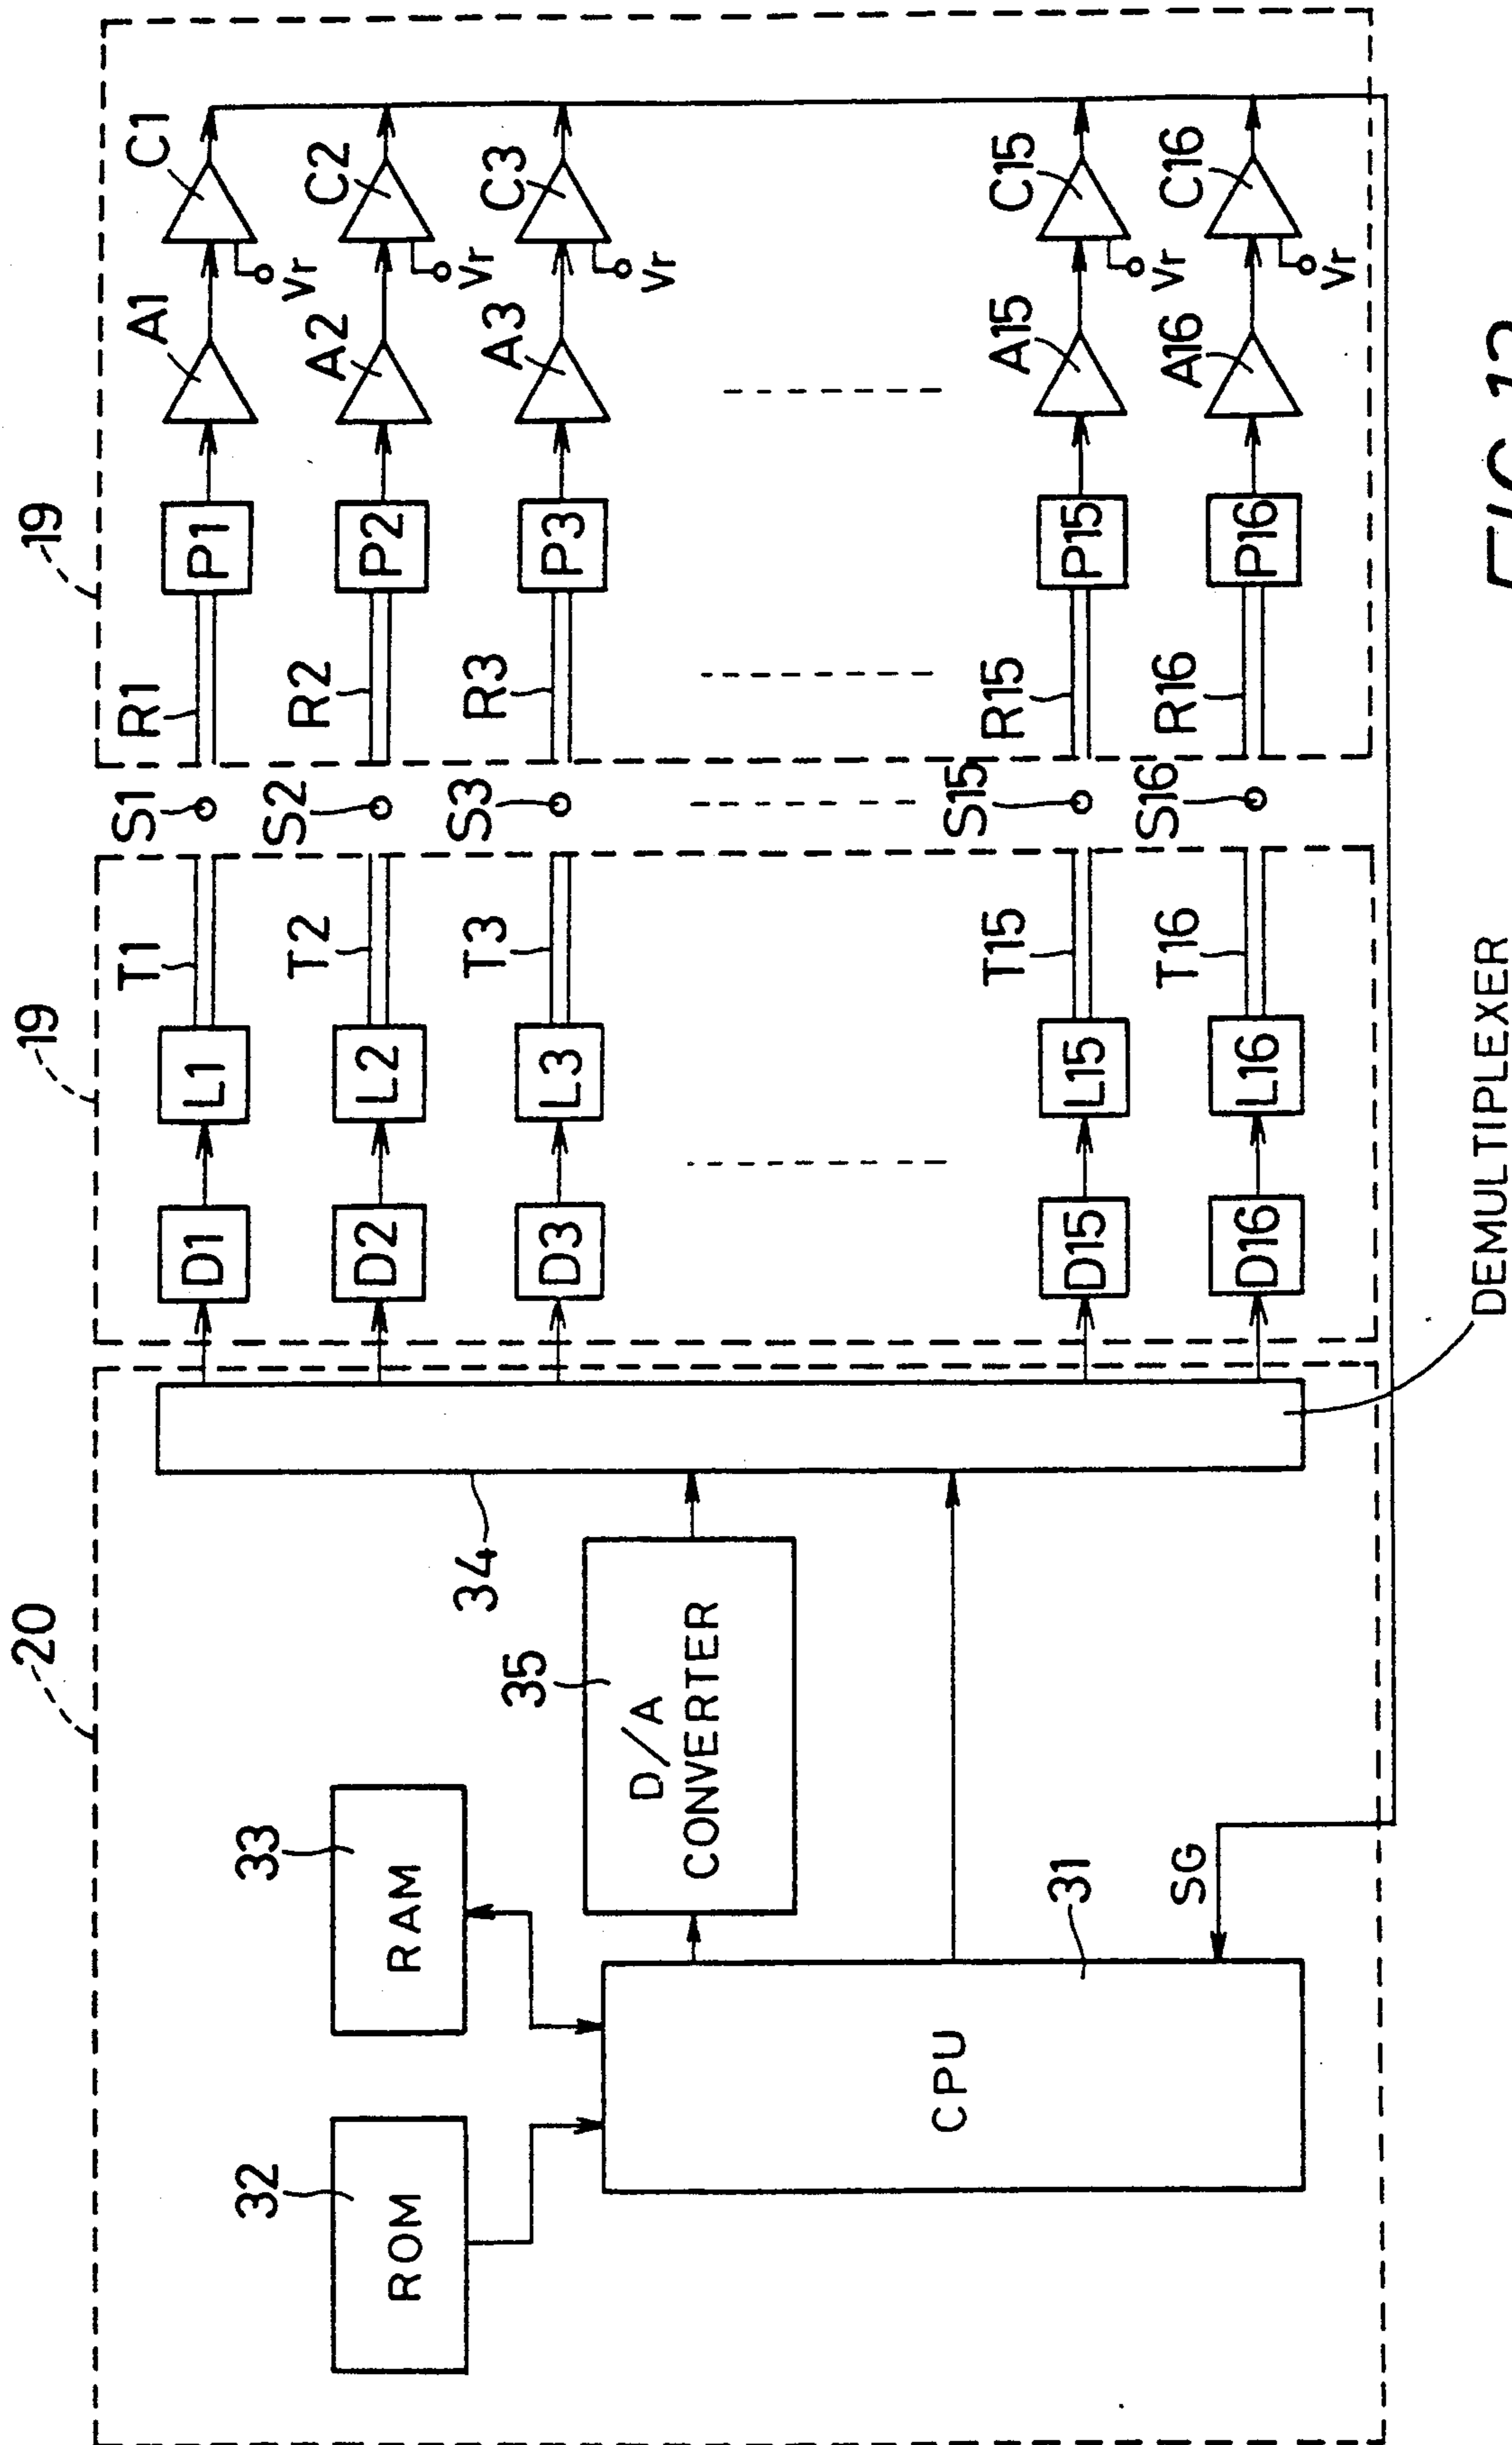 20
19
19
D1
L1
T1
S1
R1
P1
A1
C1
Vr
32
ROM
33
RAM
D2
L2
T2
S2
R2
P2
A2
C2
Vr
34
D3
L3
T3
S3
R3
P3
A3
C3
Vr
35
D/A
CONVERTER
31
CPU
SG
D15
L15
T15
S15
R15
P15
A15
C15
Vr
D16
L16
T16
S16
R16
P16
A16
C16
Vr
DEMULTIPLEXER
FIG.